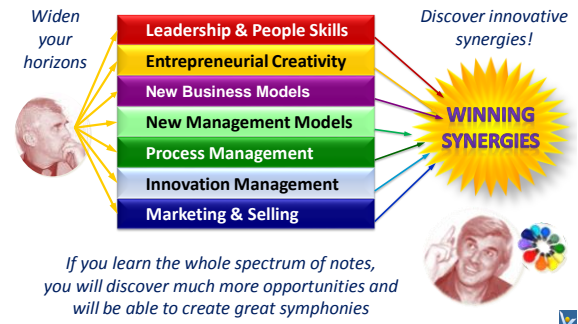 Widen
your
horizons
Leadership & People Skills
Entrepreneurial Creativity
New Business Models
New Management Models
Process Management
Innovation Management
Marketing & Selling
Discover innovative
synergies!
WINNING
SYNERGIES
If you learn the whole spectrum of notes,
you will discover much more opportunities and
will be able to create great symphonies